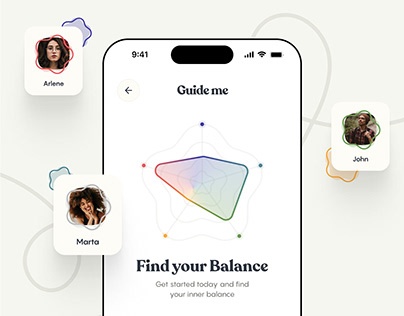 9:41
Guide me
Arlene
John
Marta
Find your Balance
Get started today and find
your inner balance